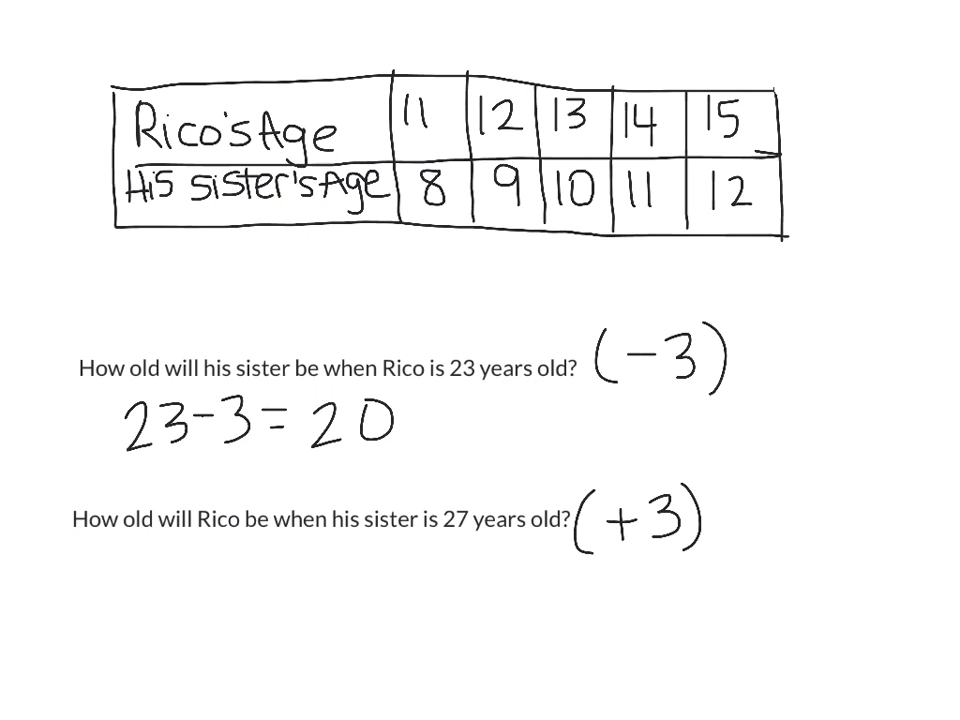 Rico's Age 11 12 13 14 15
His Sister's Age 8 9 10 11 12
How old will his sister be when Rico is 23 years old? (-3)
23-3=20
How old will Rico be when his sister is 27 years old? (+3)